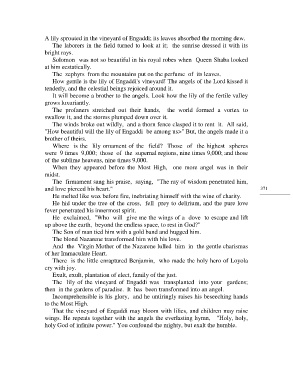 A lily sprouted in the vineyard of Engaddi; its leaves absorbed the morning dew.
The laborers in the field turned to look at it; the sunrise dressed it with its
bright rays.
Solomon was not so beautiful in his royal robes when Queen Shaba looked
at him ecstatically.
The zephyrs from the mountains put on the perfume of its leaves.
How gentle is the lily of Engaddi's vineyard! The angels of the Lord kissed it
tenderly, and the celestial beings rejoiced around it.
It will become a brother to the angels. Look how the lily of the fertile valley
grows luxuriantly.
The profaners stretched out their hands, the world formed a vortex to
swallow it, and the storms plumped down over it.
The winds broke out wildly, and a thorn fence clasped it to rent it. All said,
"How beautiful will the lily of Engaddi be among us>" But, the angels made it a
brother of theirs.
Where is the lily ornament of the field? Those of the highest spheres
were 9 times 9,000; those of the supernal regions, nine times 9,000; and those
of the sublime heavens, nine times 9,000.
When they appeared before the Most High, one more angel was in their
midst.
The firmament sang his praise, saying, "The ray of wisdom penetrated him,
and love pierced his heart."
He melted like wax before fire, inebriating himself with the wine of charity.
He hid under the tree of the cross, fell prey to delirium, and the pure love
fever penetrated his innermost spirit.
He exclaimed, "Who will give me the wings of a dove to escape and lift
up above the earth, beyond the endless space, to rest in God?"
The Son of man tied him with a gold band and hugged him.
The blond Nazarene transformed him with his love.
And the Virgin Mother of the Nazarene lulled him in the gentle charismas
of her Immaculate Heart.
There is the little enraptured Benjamin, who made the holy hero of Loyola
cry with joy.
Exult, exult, plantation of elect, family of the just.
The lily of the vineyard of Engaddi was transplanted into your gardens;
then in the gardens of paradise. It has been transformed into an angel.
Incomprehensible is his glory, and he untiringly raises his beseeching hands
to the Most High.
That the vineyard of Engaddi may bloom with lilies, and children may raise
wings. He repeats together with the angels the everlasting hymn, "Holy, holy,
holy God of infinite power." You confound the mighty, but exalt the humble.